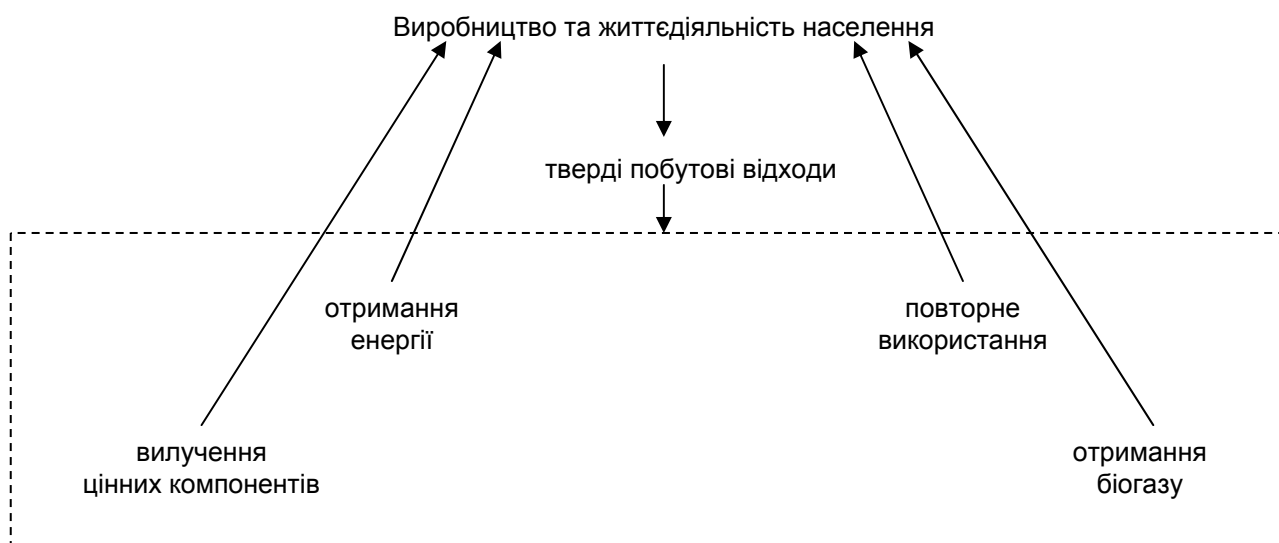 Виробництво та життєдіяльність населення
тверді побутові відходи
отримання
енергії
повторне
використання
вилучення
цінних компонентів
отримання
біогазу